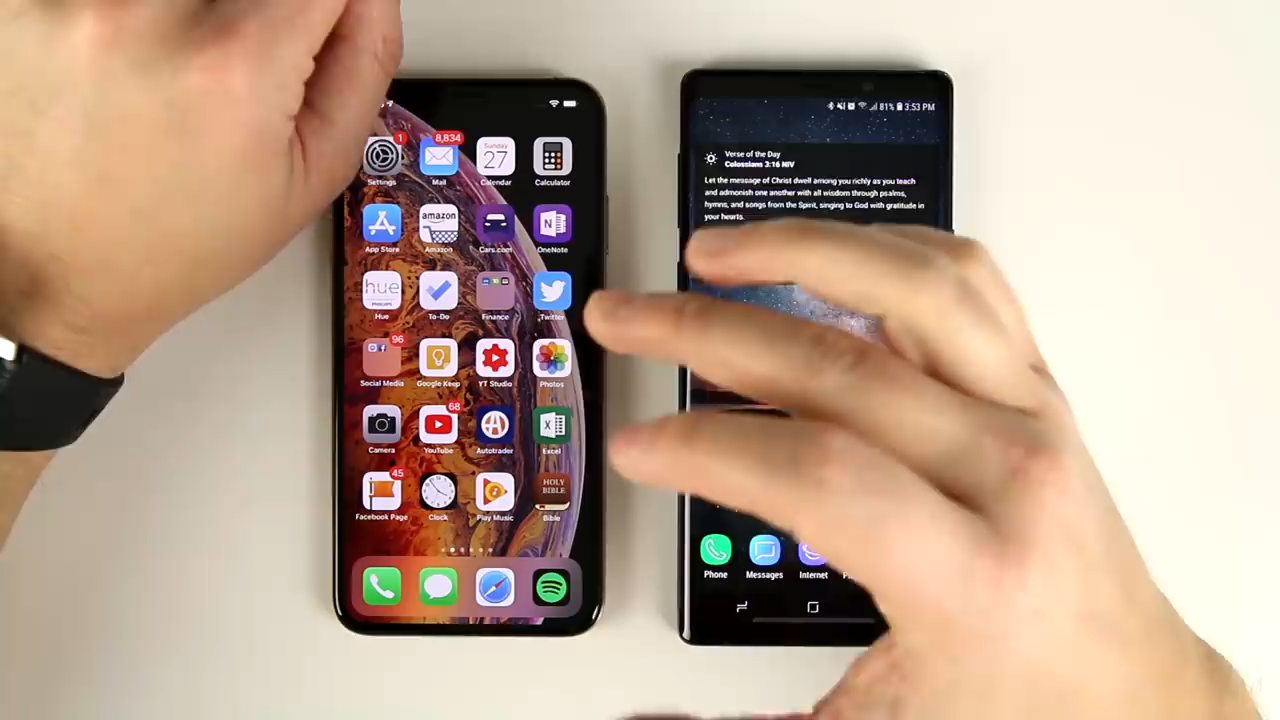 1
8,834
Sunday
27
Settings
Mail
Calendar
Calculator
amazon
N
App Store
Amazon
Cars.com
OneNote
hue
PHILIPS
10
Hue
To-Do
Finance
Twitter
96
Social Media
Google Keep
YT Studio
Photos
68
Camera
YouTube
Autotrader
Excel
45
HOLY
BIBLE
Facebook Page
Clock
Play Music
Bible
81% 3:53 PM
Verse of the Day
Colossians 3:16 NIV
Let the message of Christ dwell among you richly as you teach
and admonish one another with all wisdom through psalms,
hymns, and songs from the Spirit, singing to God with gratitude in
your hearts.
Phone
Messages
Internet